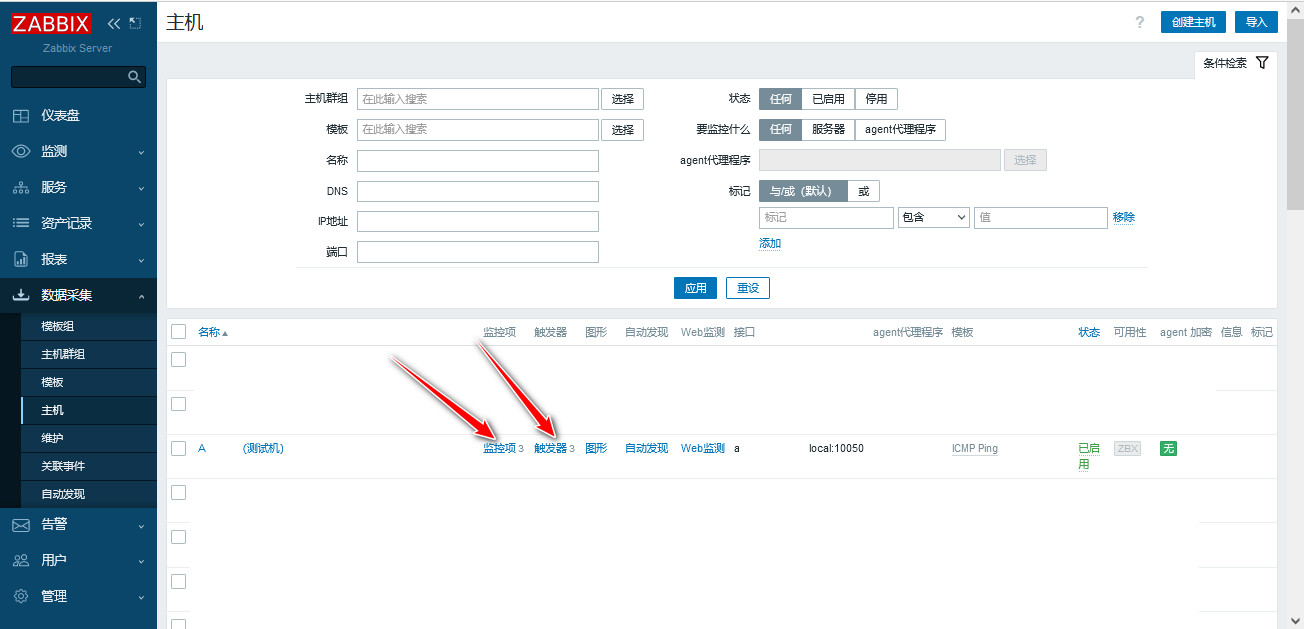 ZABBIX
Zabbix Server
仪表盘
监测
服务
资产记录
报表
数据采集
模板组
主机群组
模板
主机
维护
关联事件
自动发现
告警
用户
管理
主机
? 创建主机 导入
条件检索
主机群组 在此输入搜索 选择
模板 在此输入搜索 选择
名称
DNS
IP地址
端口
状态 任何 已启用 停用
要监控什么 任何 服务器 agent代理程序
agent代理程序 选择
标记 与/或（默认） 或
标记 包含 值 移除
添加
应用 重设
名称 监控项 触发器 图形 自动发现 Web监测 接口 agent代理程序 模板 状态 可用性 agent 加密 信息 标记
A (测试机) 监控项 3 触发器 3 图形 自动发现 Web监测 a local:10050 ICMP Ping 已启用 ZBX 无